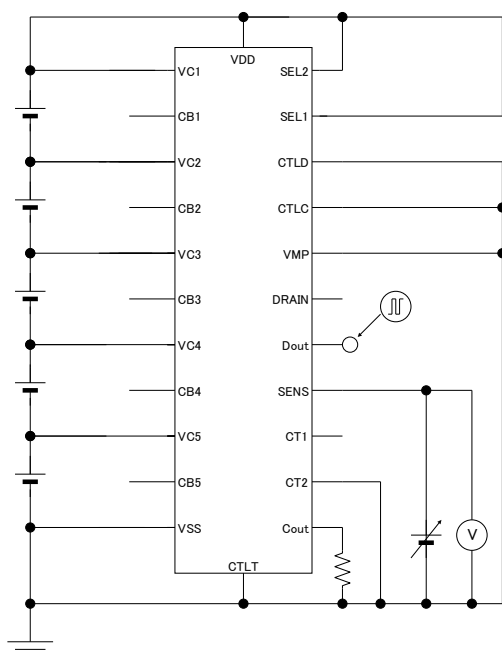 VDD
VC1
SEL2
CB1
SEL1
VC2
CTLD
CB2
CTLC
VC3
VMP
CB3
DRAIN
VC4
Dout
CB4
SENS
VC5
CT1
CB5
CT2
VSS
Cout
V
CTLT